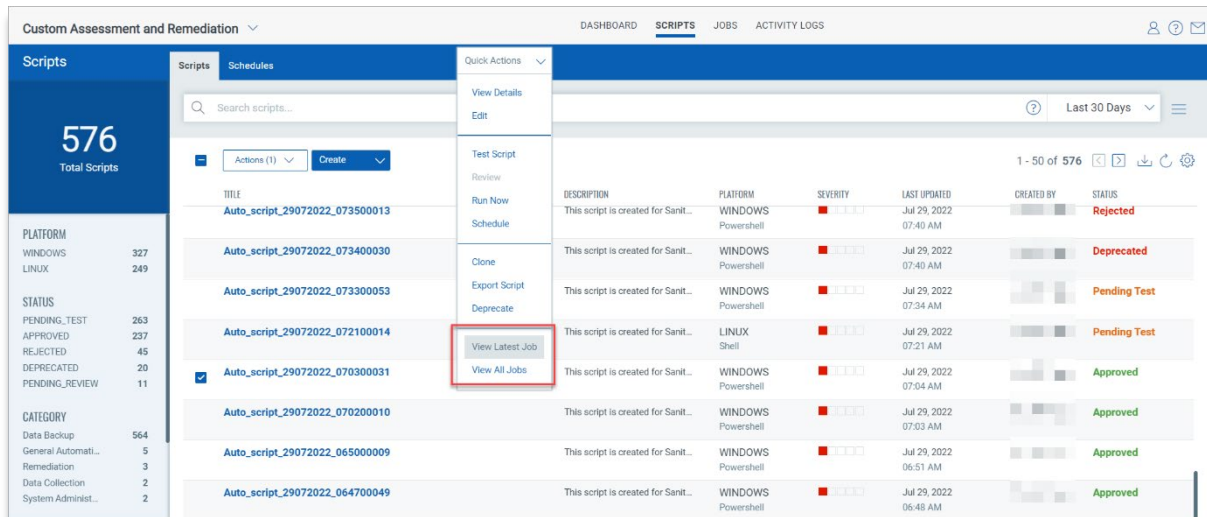 Custom Assessment and Remediation
DASHBOARD SCRIPTS JOBS ACTIVITY LOGS
Scripts
Scripts Schedules
Quick Actions
View Details
Edit
Test Script
Review
Run Now
Schedule
Clone
Export Script
Deprecate
View Latest Job
View All Jobs
Search scripts...
Last 30 Days
576
Total Scripts
Actions (1) Create
1 - 50 of 576
PLATFORM
WINDOWS 327
LINUX 249
STATUS
PENDING_TEST 263
APPROVED 237
REJECTED 45
DEPRECATED 20
PENDING_REVIEW 11
CATEGORY
Data Backup 564
General Automati... 5
Remediation 3
Data Collection 2
System Administ... 2
TITLE DESCRIPTION PLATFORM SEVERITY LAST UPDATED CREATED BY STATUS
Auto_script_29072022_073500013 This script is created for Sanit... WINDOWS Jul 29, 2022 Rejected
Powershell 07:40 AM
Auto_script_29072022_073400030 This script is created for Sanit... WINDOWS Jul 29, 2022 Deprecated
Powershell 07:40 AM
Auto_script_29072022_073300053 This script is created for Sanit... WINDOWS Jul 29, 2022 Pending Test
Powershell 07:34 AM
Auto_script_29072022_072100014 This script is created for Sanit... LINUX Jul 29, 2022 Pending Test
Shell 07:21 AM
Auto_script_29072022_070300031 This script is created for Sanit... WINDOWS Jul 29, 2022 Approved
Powershell 07:04 AM
Auto_script_29072022_070200010 This script is created for Sanit... WINDOWS Jul 29, 2022 Approved
Powershell 07:03 AM
Auto_script_29072022_065000009 This script is created for Sanit... WINDOWS Jul 29, 2022 Approved
Powershell 06:51 AM
Auto_script_29072022_064700049 This script is created for Sanit... WINDOWS Jul 29, 2022 Approved
Powershell 06:48 AM